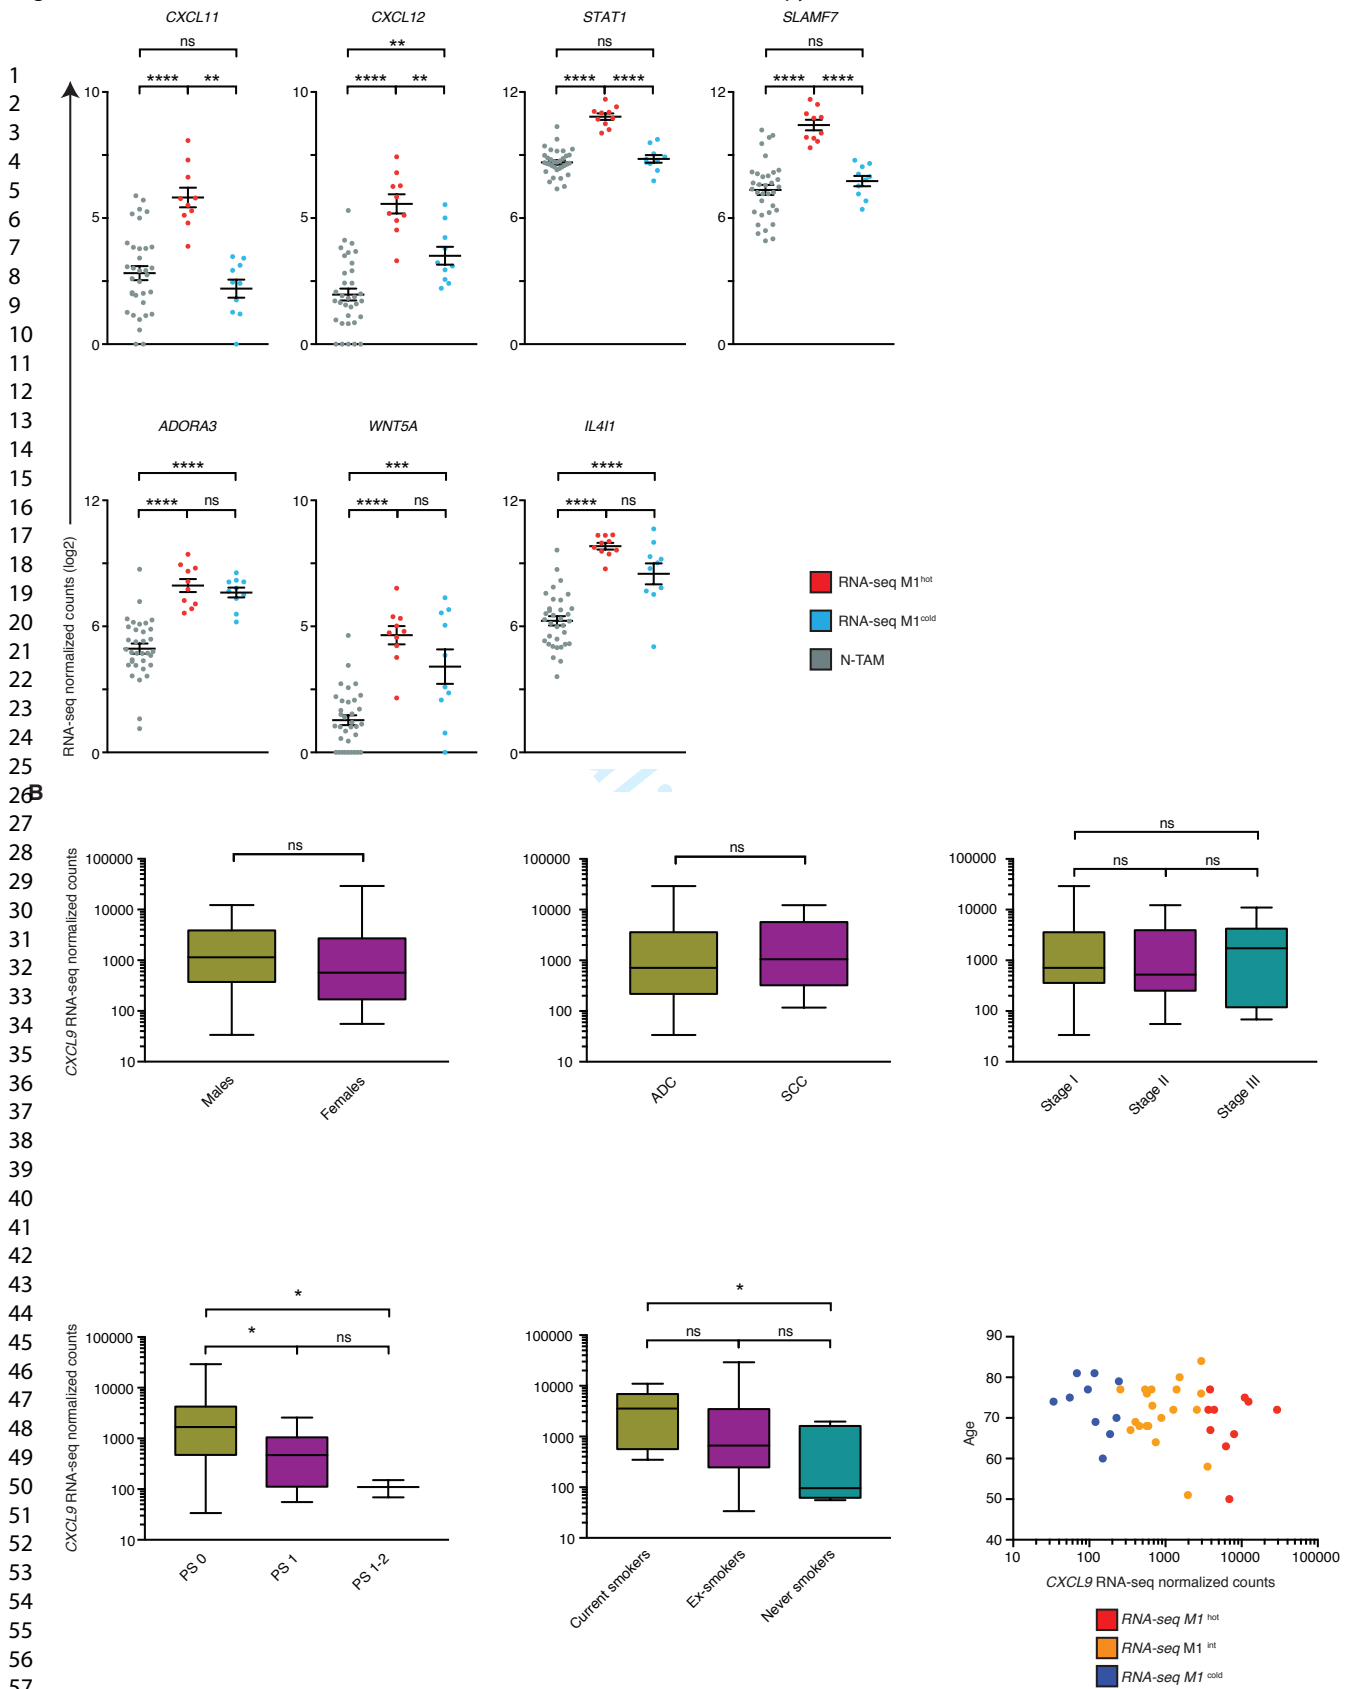 CXCL11 CXCL12 STAT1 SLAMF7
ns ** ns ns
**** ** **** ** **** **** **** ****
10 10 12 12
5 5 6 6
0 0 0 0
ADORA3 WNT5A IL4I1
**** *** ****
**** ns **** ns **** ns
12 10 12
6 5 6
0 0 0
RNA-seq normalized counts (log2)
RNA-seq M1hot
RNA-seq M1cold
N-TAM
1
2
3
4
5
6
7
8
9
10
11
12
13
14
15
16
17
18
19
20
21
22
23
24
25
26
B
27
28
29
30
31
32
33
34
35
36
37
38
39
40
41
42
43
44
45
46
47
48
49
50
51
52
53
54
55
56
57
CXCL9 RNA-seq normalized counts
100000
10000
1000
100
10
ns
Males Females
100000
10000
1000
100
10
ns
ADC SCC
100000
10000
1000
100
10
ns
ns ns
Stage I Stage II Stage III
CXCL9 RNA-seq normalized counts
100000
10000
1000
100
10
*
* ns
PS 0 PS 1 PS 1-2
100000
10000
1000
100
10
*
ns ns
Current smokers Ex-smokers Never smokers
Age
90
80
70
60
50
40
10 100 1000 10000 100000
CXCL9 RNA-seq normalized counts
RNA-seq M1 hot
RNA-seq M1 int
RNA-seq M1 cold